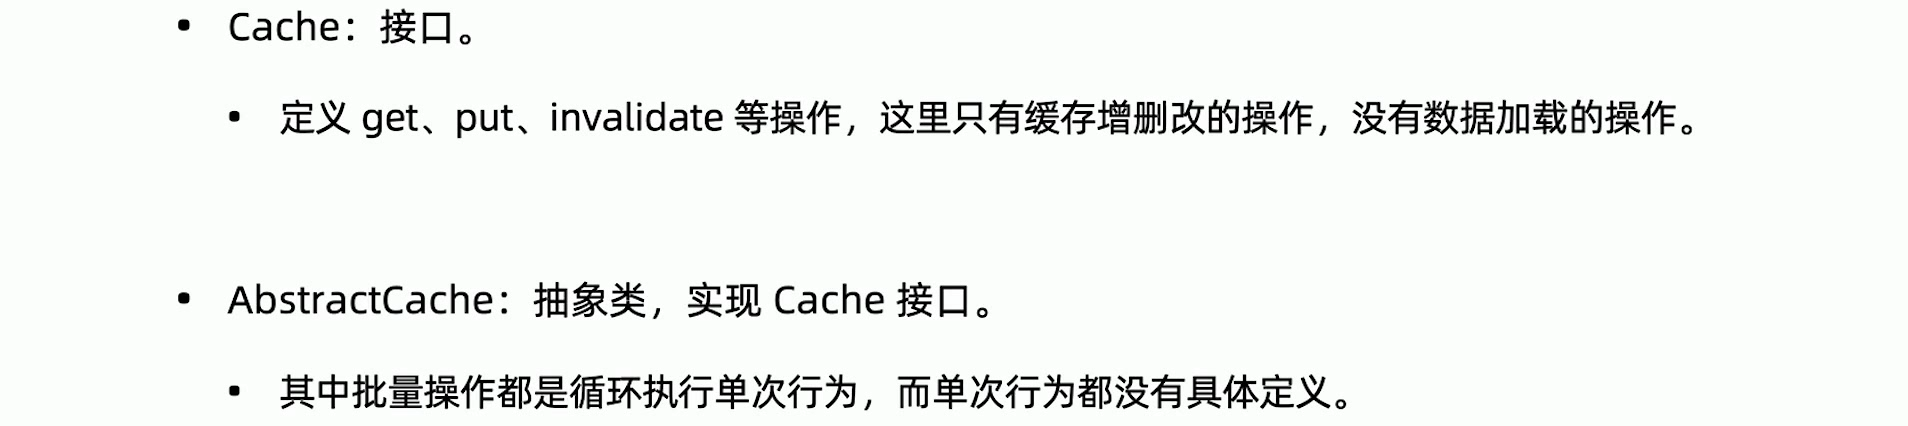 • Cache：接口。
• 定义 get、put、invalidate 等操作，这里只有缓存增删改的操作，没有数据加载的操作。
• AbstractCache：抽象类，实现 Cache 接口。
• 其中批量操作都是循环执行单次行为，而单次行为都没有具体定义。